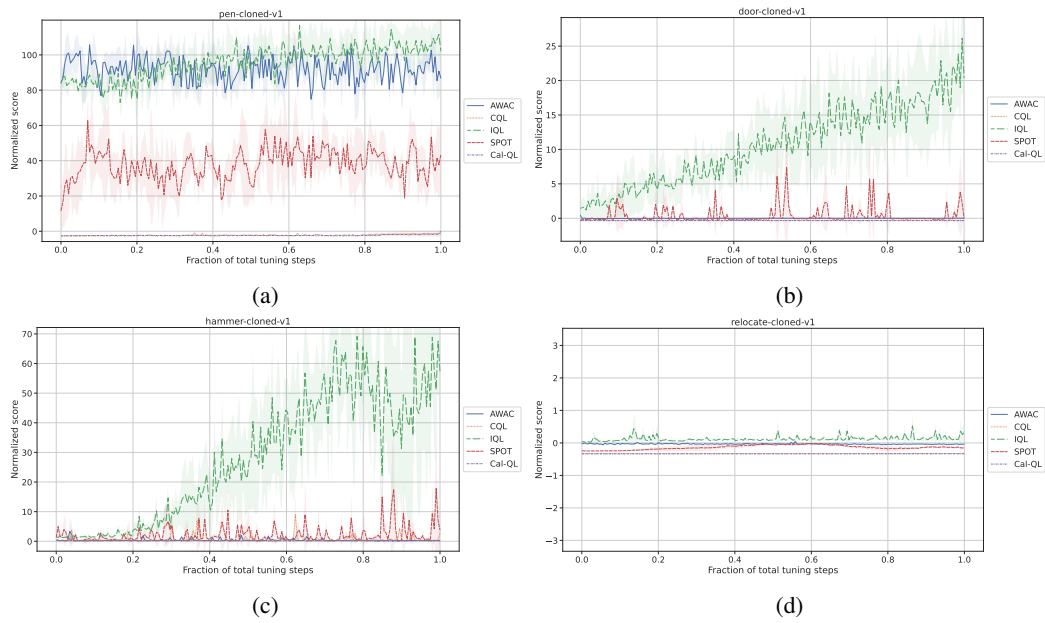 pen-cloned-v1
Normalized score
100
80
60
40
20
0
0.0 0.2 0.4 0.6 0.8 1.0
Fraction of total tuning steps
AWAC
CQL
IQL
SPOT
Cal-QL
(a)
door-cloned-v1
Normalized score
25
20
15
10
5
0
0.0 0.2 0.4 0.6 0.8 1.0
Fraction of total tuning steps
AWAC
CQL
IQL
SPOT
Cal-QL
(b)
hammer-cloned-v1
Normalized score
70
60
50
40
30
20
10
0
0.0 0.2 0.4 0.6 0.8 1.0
Fraction of total tuning steps
AWAC
CQL
IQL
SPOT
Cal-QL
(c)
relocate-cloned-v1
Normalized score
3
2
1
0
−1
−2
−3
0.0 0.2 0.4 0.6 0.8 1.0
Fraction of total tuning steps
AWAC
CQL
IQL
SPOT
Cal-QL
(d)